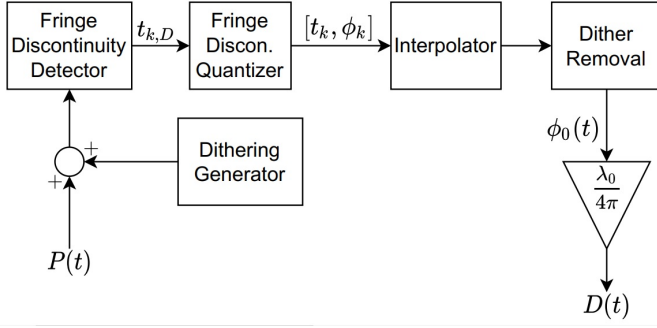 Fringe
Discontinuity
Detector
t_{k,D}
Fringe
Discon.
Quantizer
[t_k, ϕ_k]
Interpolator
Dither
Removal
ϕ_0(t)
+
+
Dithering
Generator
λ_0
4π
P(t)
D(t)